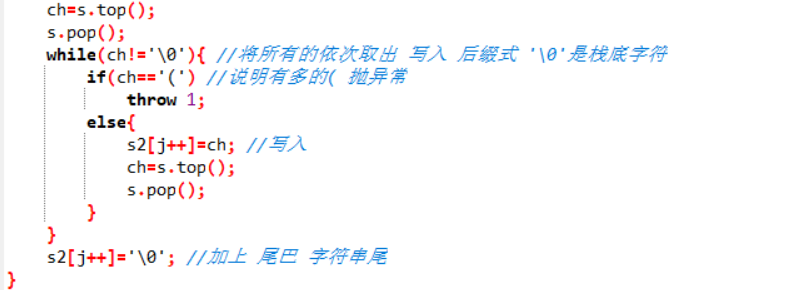 ch=s.top();
s.pop();
while(ch!='\0'){ //将所有的依次取出 写入 后缀式 '\0'是栈底字符
if(ch=='(') //说明有多的( 抛异常
throw 1;
else{
s2[j++]=ch; //写入
ch=s.top();
s.pop();
}
}
s2[j++]='\0'; //加上 尾巴 字符串尾
}